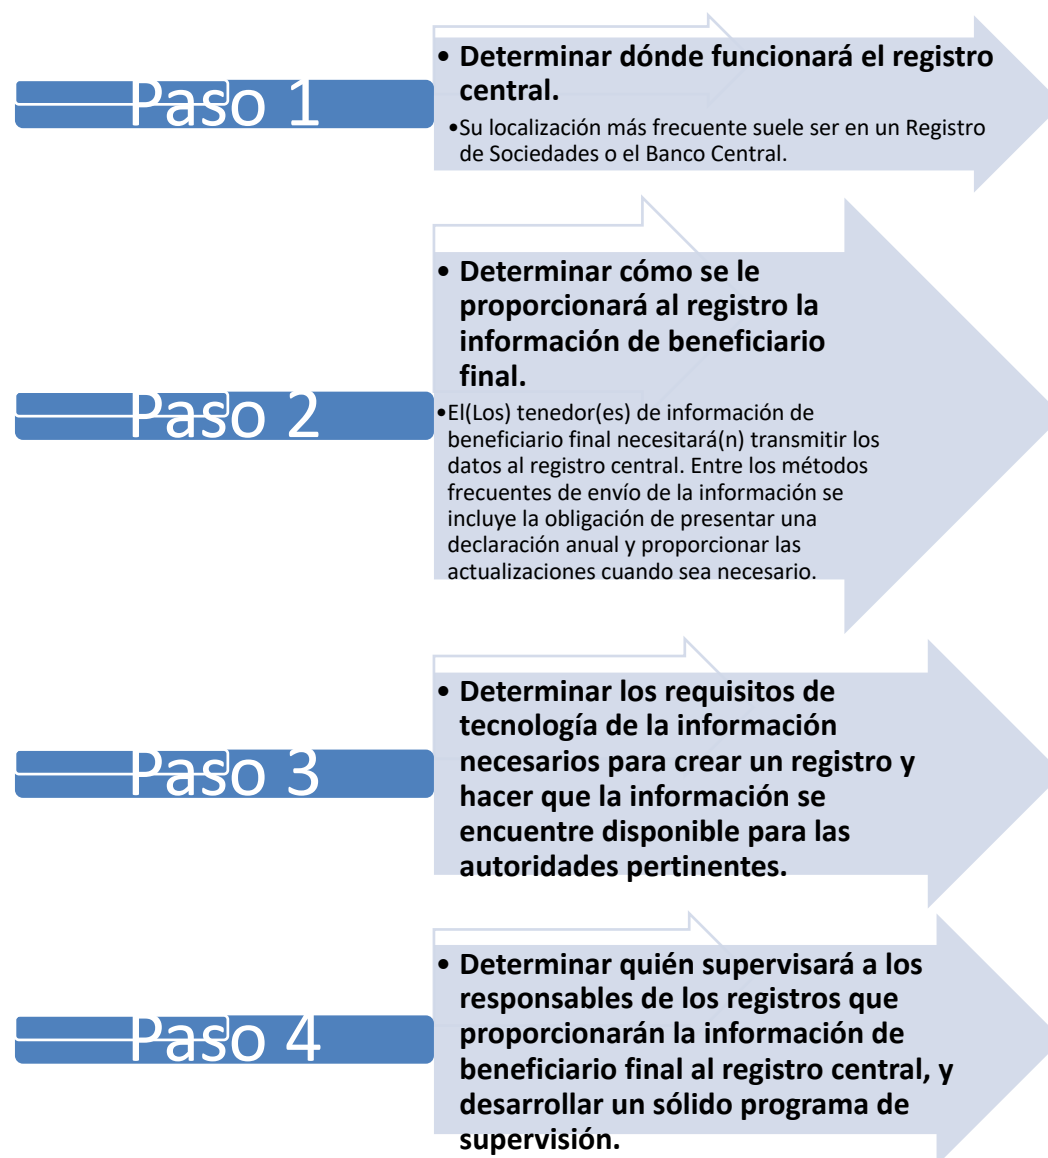 Paso 1
• Determinar dónde funcionará el registro
central.
•Su localización más frecuente suele ser en un Registro
de Sociedades o el Banco Central.
Paso 2
• Determinar cómo se le
proporcionará al registro la
información de beneficiario
final.
•El(Los) tenedor(es) de información de
beneficiario final necesitará(n) transmitir los
datos al registro central. Entre los métodos
frecuentes de envío de la información se
incluye la obligación de presentar una
declaración anual y proporcionar las
actualizaciones cuando sea necesario.
Paso 3
• Determinar los requisitos de
tecnología de la información
necesarios para crear un registro y
hacer que la información se
encuentre disponible para las
autoridades pertinentes.
Paso 4
• Determinar quién supervisará a los
responsables de los registros que
proporcionarán la información de
beneficiario final al registro central, y
desarrollar un sólido programa de
supervisión.